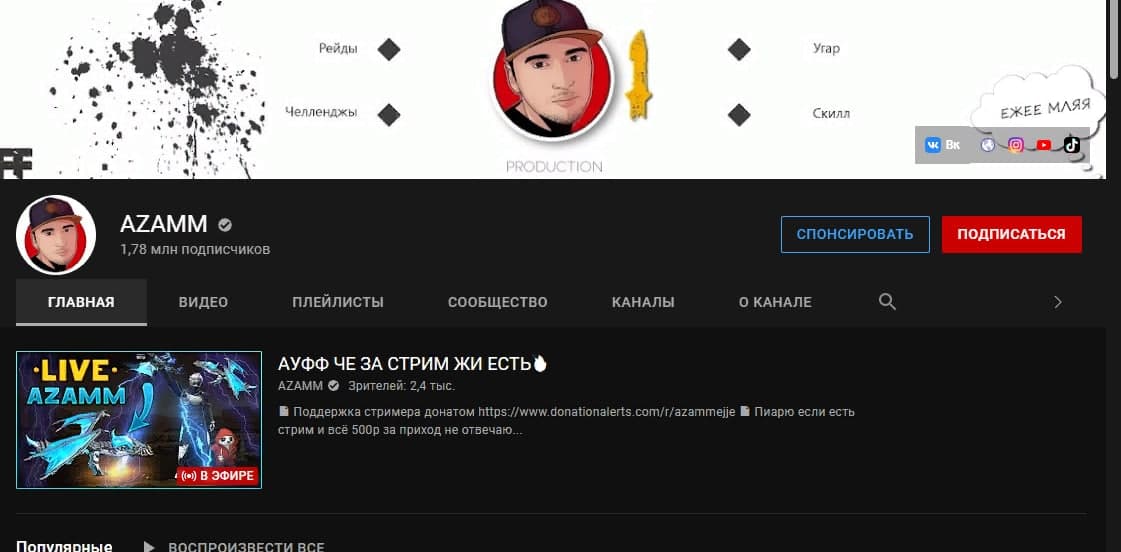 Рейды
Угар
Челленджы
Скилл
ЕЖЕЕ МЛЯЯ
Вк
PRODUCTION
AZAMM
1,78 млн подписчиков
СПОНСИРОВАТЬ
ПОДПИСАТЬСЯ
ГЛАВНАЯ
ВИДЕО
ПЛЕЙЛИСТЫ
СООБЩЕСТВО
КАНАЛЫ
О КАНАЛЕ
·LIVE·
AZAMM
В ЭФИРЕ
АУФФ ЧЕ ЗА СТРИМ ЖИ ЕСТЬ
AZAMM Зрителей: 2,4 тыс.
Поддержка стримера донатом https://www.donationalerts.com/r/azammejje Пиарю если есть
стрим и всё 500р за приход не отвечаю...
Популярные
ВОСПРОИЗВЕСТИ ВСЕ